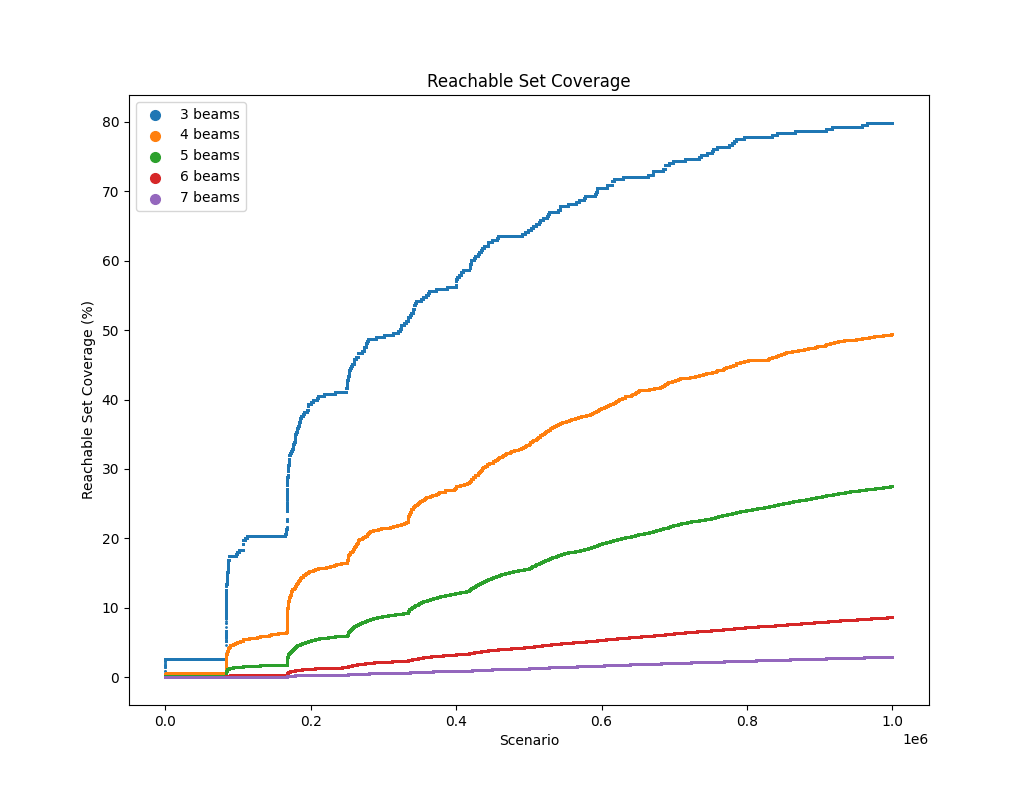 Reachable Set Coverage
3 beams
4 beams
5 beams
6 beams
7 beams
Reachable Set Coverage (%)
80
70
60
50
40
30
20
10
0
0.0 0.2 0.4 0.6 0.8 1.0
1e6
Scenario